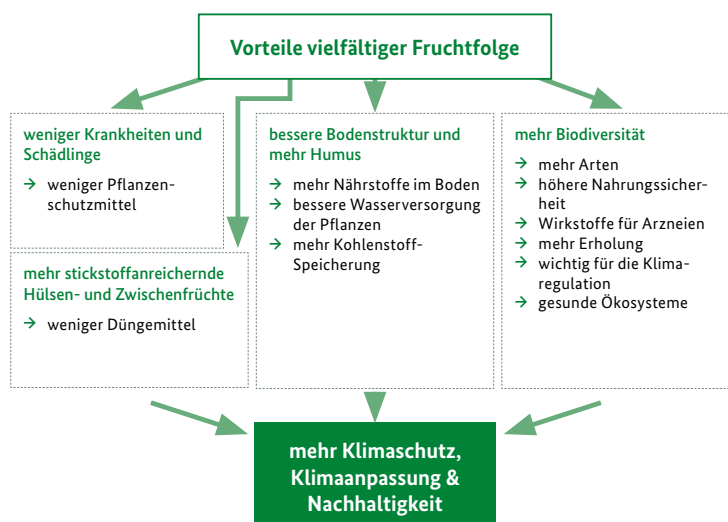 Vorteile vielfältiger Fruchtfolge
weniger Krankheiten und
Schädlinge
→ weniger Pflanzen-
schutzmittel
mehr stickstoffanreichernde
Hülsen- und Zwischenfrüchte
→ weniger Düngemittel
bessere Bodenstruktur und
mehr Humus
→ mehr Nährstoffe im Boden
→ bessere Wasserversorgung
der Pflanzen
→ mehr Kohlenstoff-
Speicherung
mehr Biodiversität
→ mehr Arten
→ höhere Nahrungssicher-
heit
→ Wirkstoffe für Arzneien
→ mehr Erholung
→ wichtig für die Klima-
regulation
→ gesunde Ökosysteme
mehr Klimaschutz,
Klimaanpassung &
Nachhaltigkeit